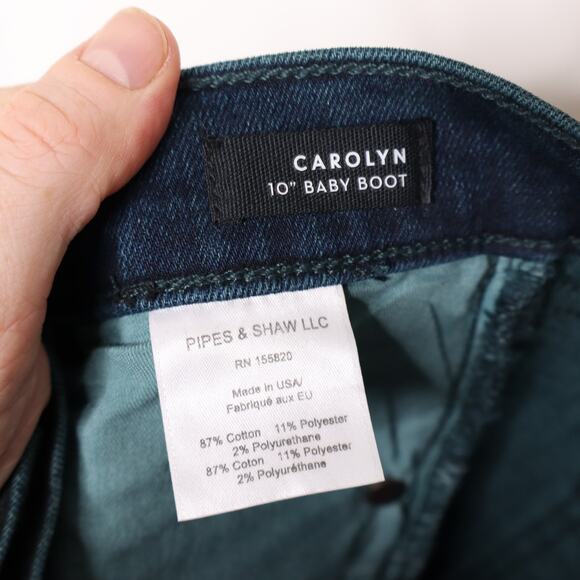 CAROLYN
10" BABY BOOT
PIPES & SHAW LLC
RN 155820
Made in USA/
Fabriqué aux EU
87% Cotton 11% Polyester
2% Polyurethane
87% Coton 11% Polyester
2% Polyuréthane